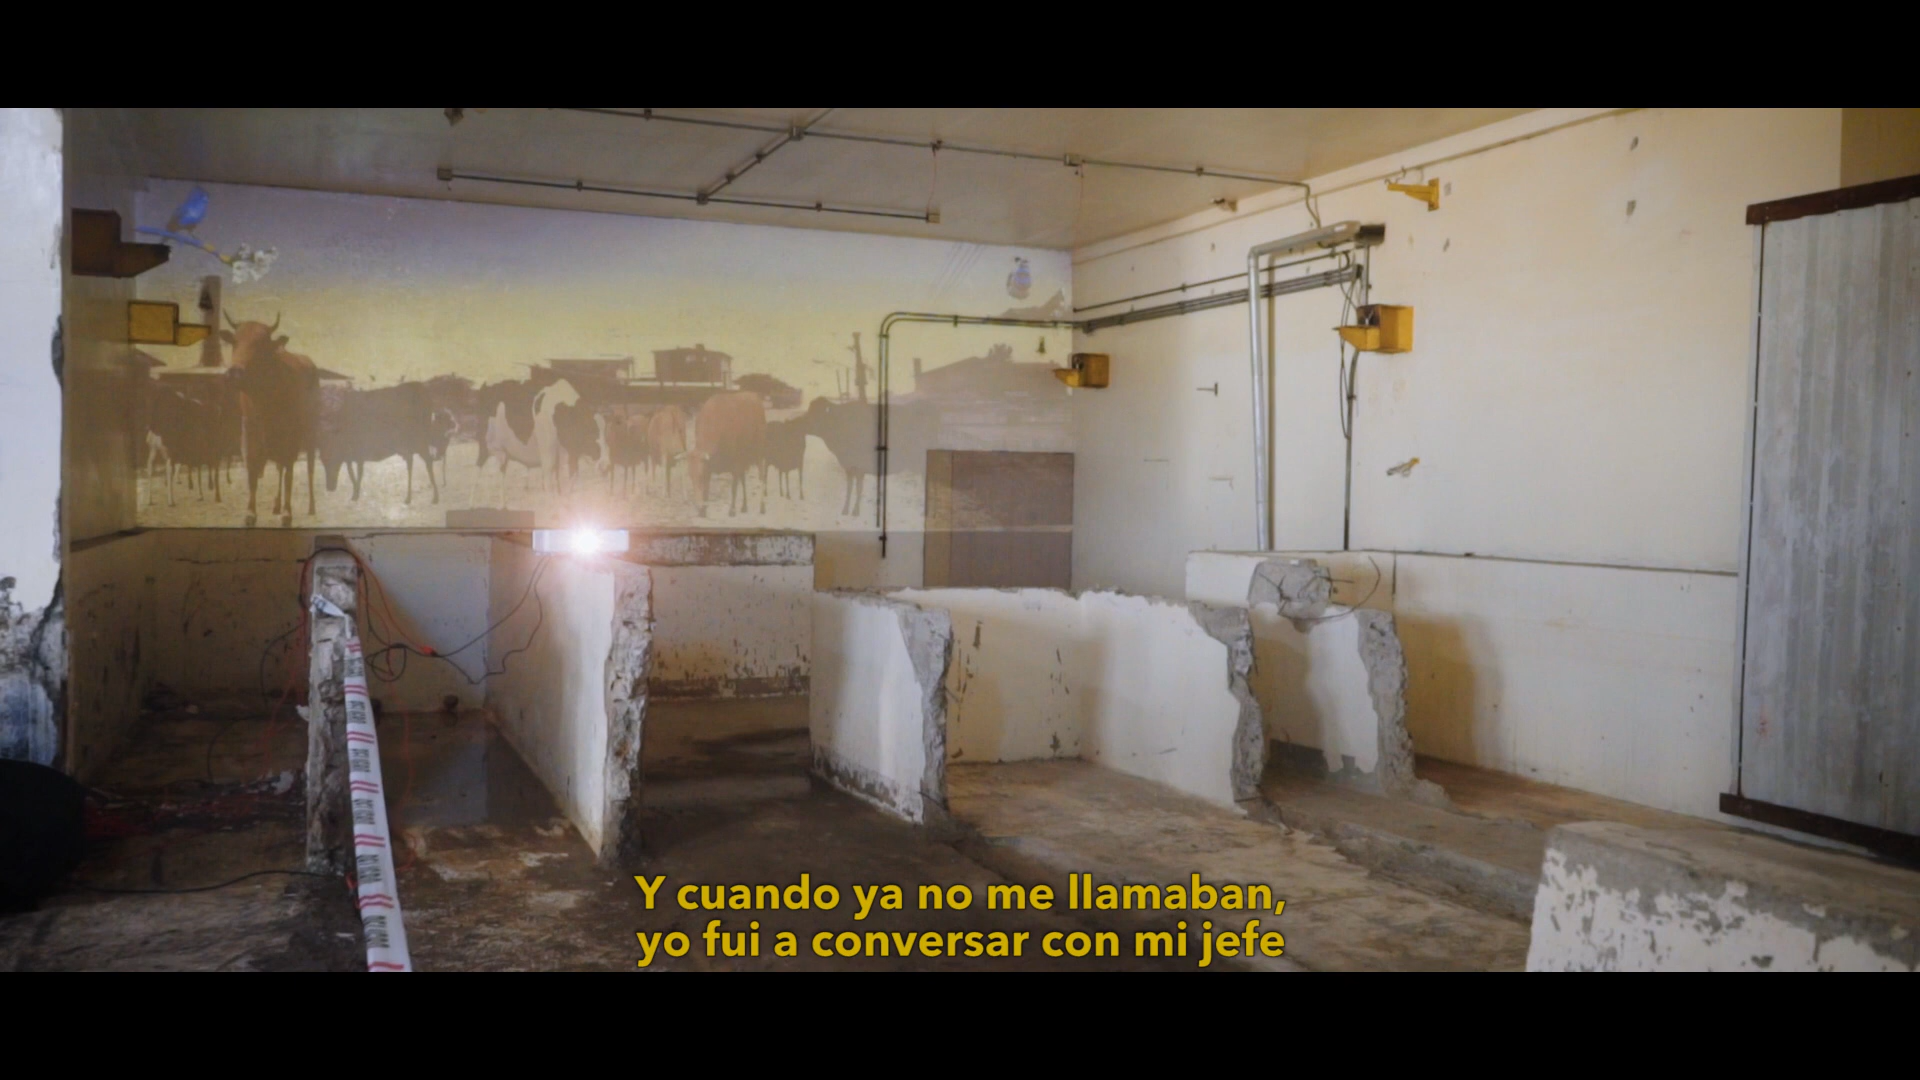 Y cuando ya no me llamaban,
yo fui a conversar con mi jefe